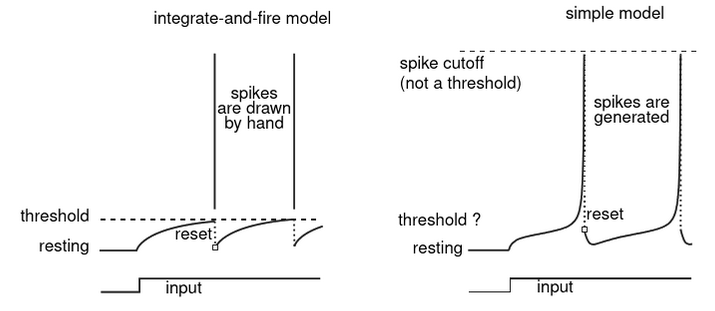 integrate-and-fire model
spikes
are drawn
by hand
threshold
resting
reset
input
simple model
spike cutoff
(not a threshold)
spikes are
generated
threshold ?
reset
resting
input